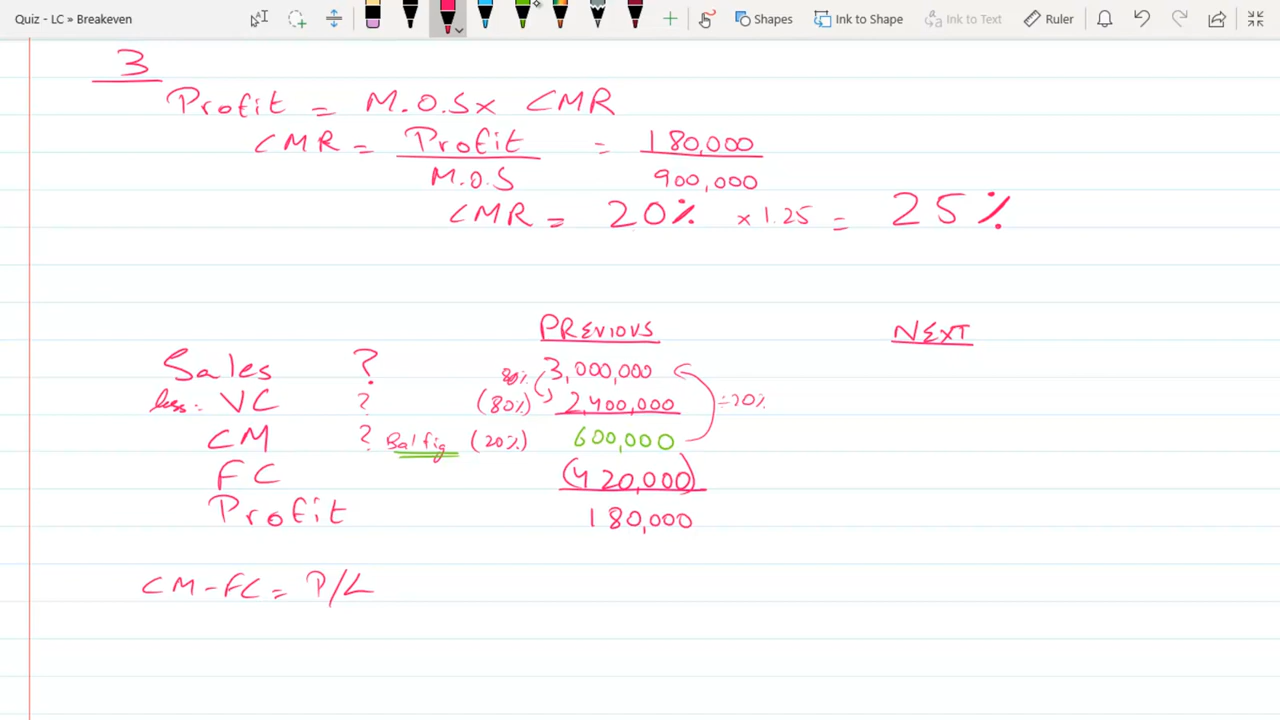 Quiz - LC » Breakeven
Shapes
Ink to Shape
Ink to Text
Ruler
3
Profit = M.O.S x CMR
CMR = Profit / M.O.S = 180,000 / 900,000
CMR = 20% x 1.25 = 25%
PREVIOUS NEXT
Sales ? 80% 3,000,000
less: VC ? (80%) 2,400,000 =20%
CM ? Bal fig (20%) 600,000
FC (420,000)
Profit 180,000
CM - FC = P/L